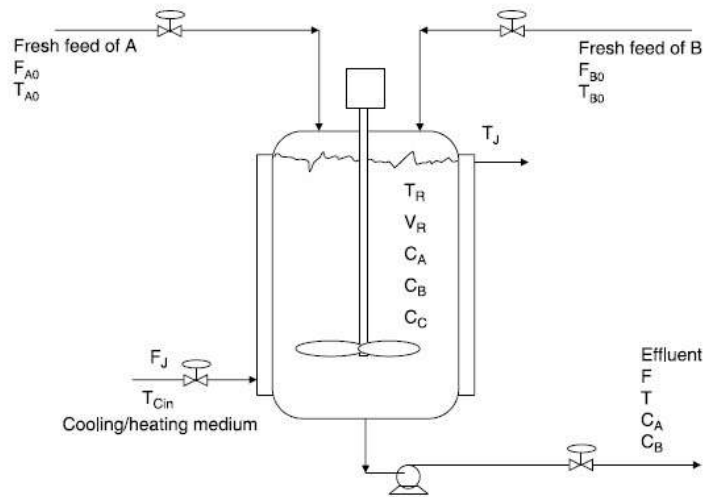 Fresh feed of A
F_A0
T_A0
Fresh feed of B
F_B0
T_B0
T_J
T_R
V_R
C_A
C_B
C_C
F_J
T_Cin
Cooling/heating medium
Effluent
F
T
C_A
C_B